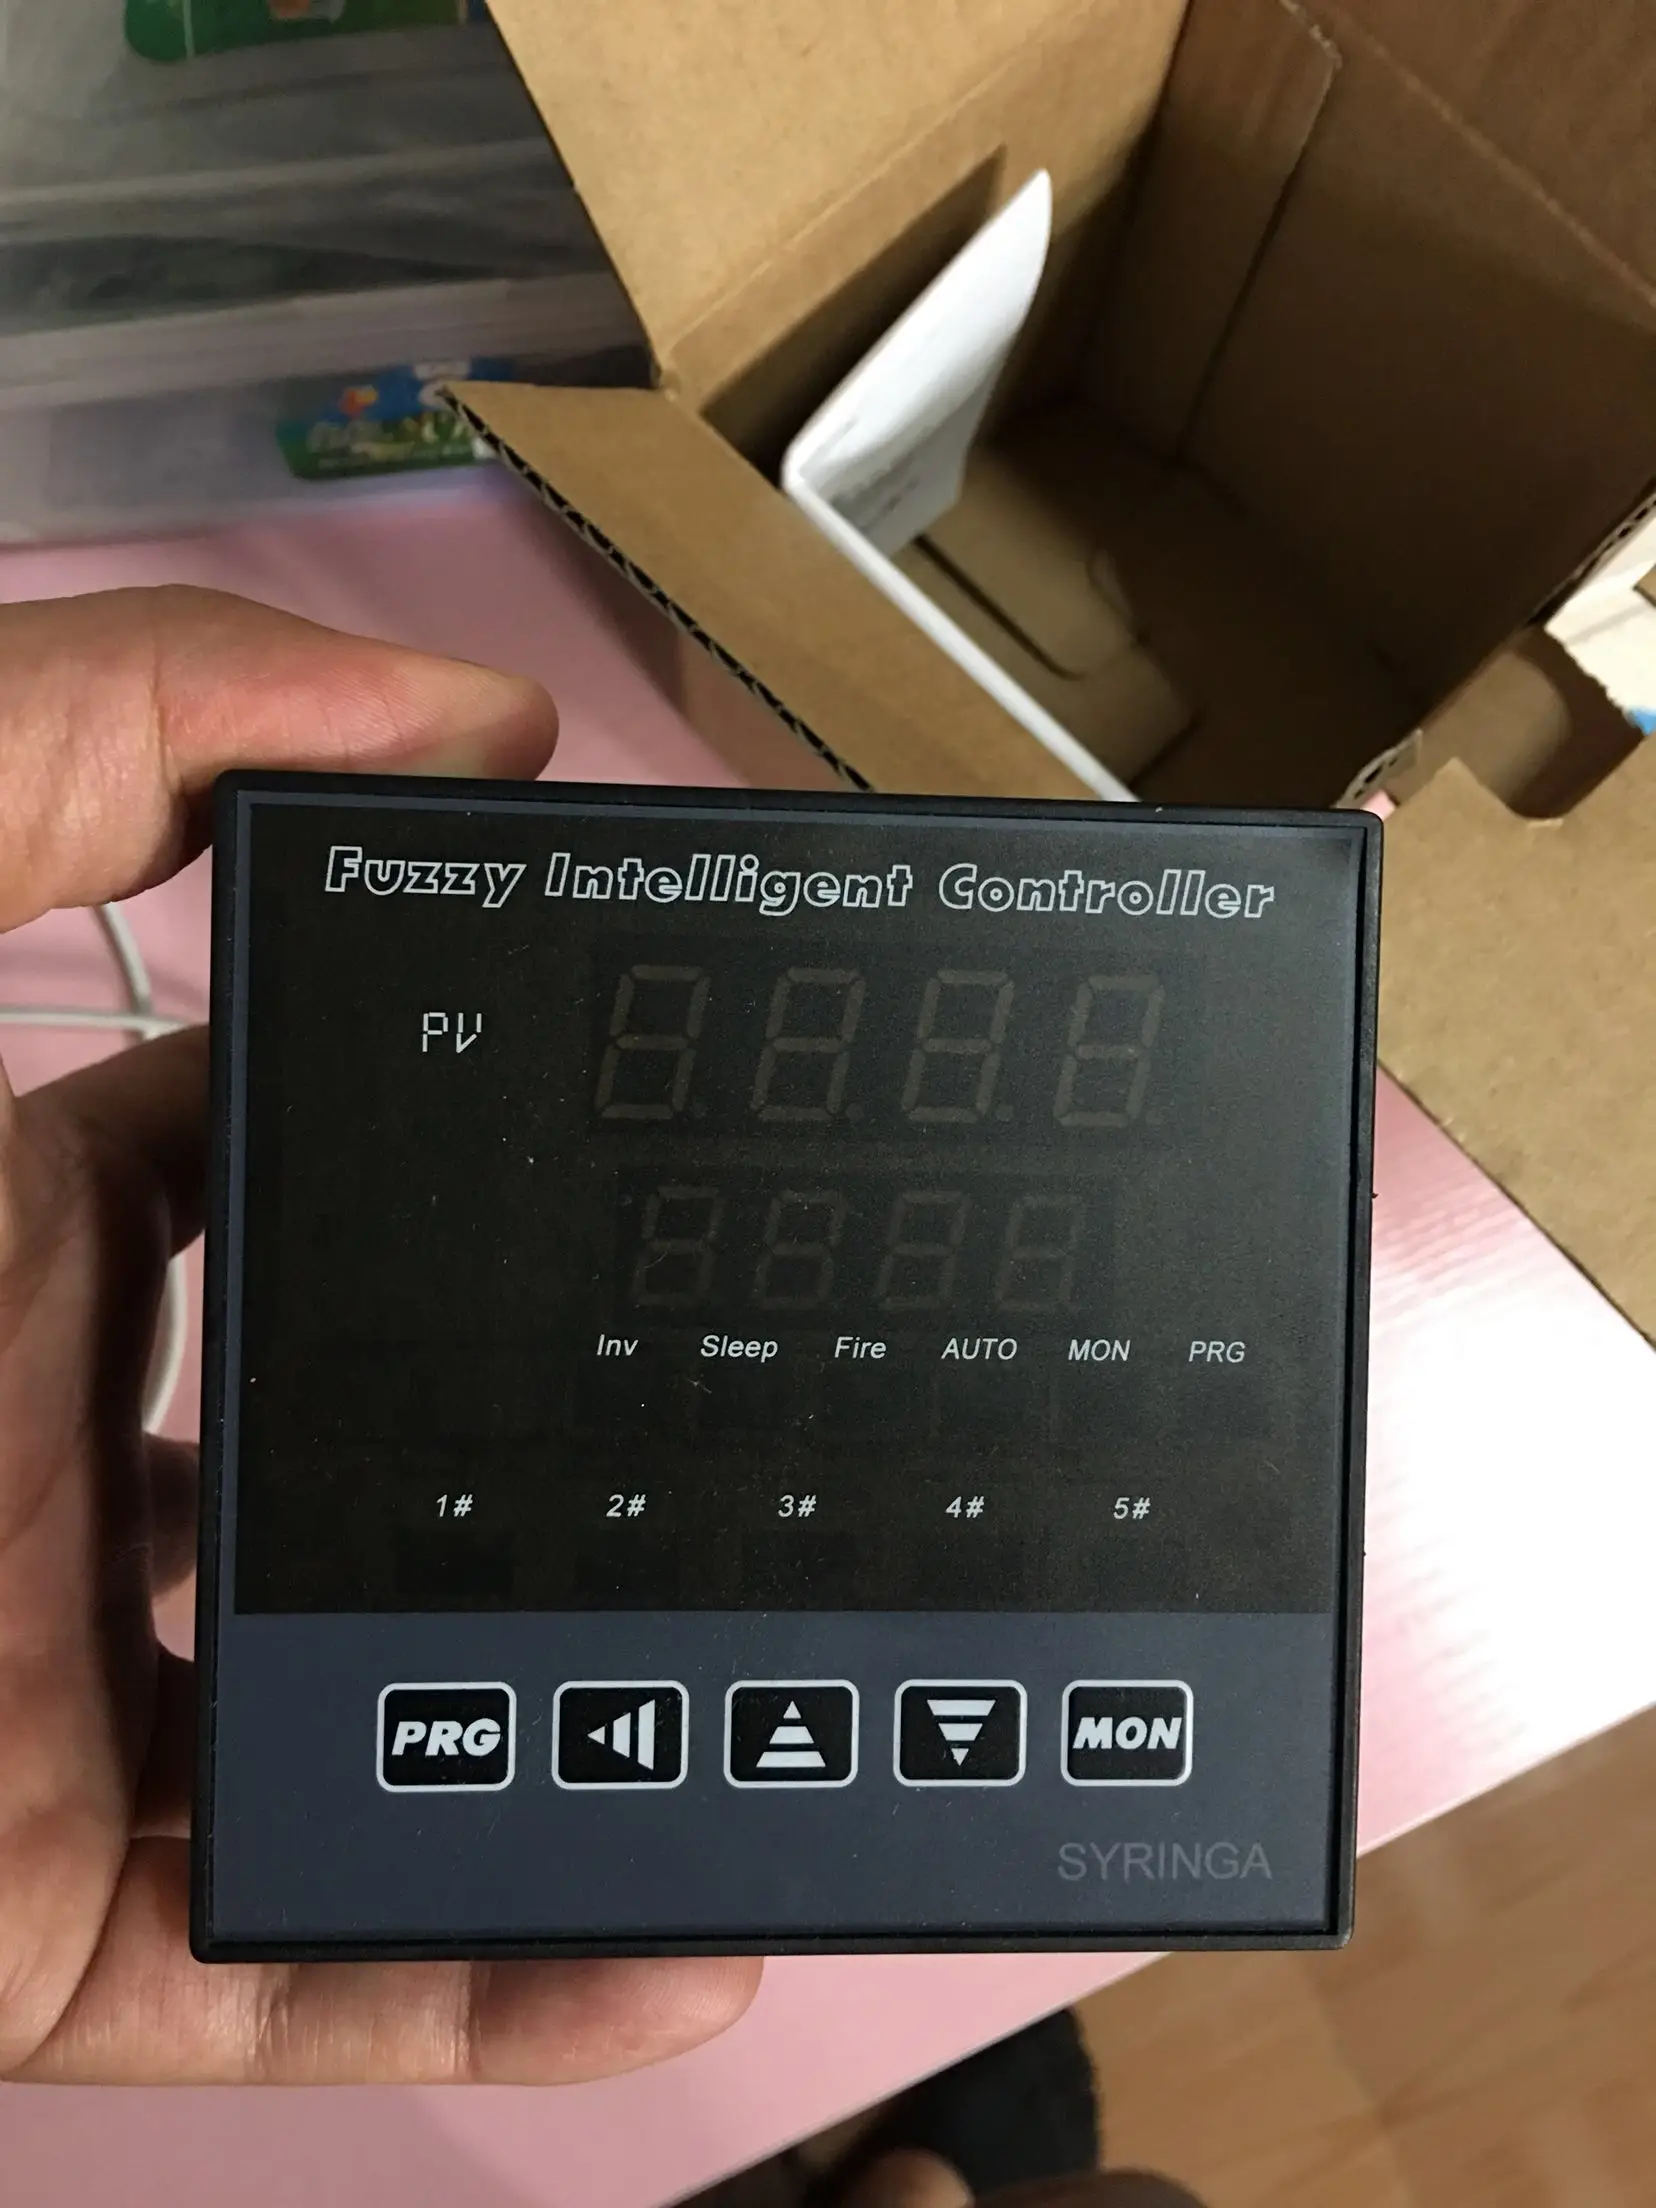 Fuzzy Intelligent Controller
PV
Inv Sleep Fire AUTO MON PRG
1# 2# 3# 4# 5#
PRG MON
SYRINGA